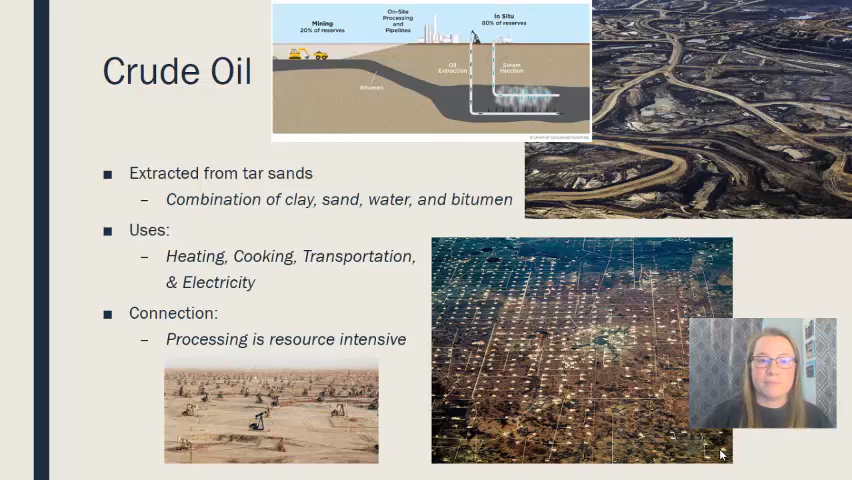 Crude Oil
Mining
20% of reserves
On-Site
Processing
and
Pipelines
In Situ
80% of reserves
Oil
Extraction
Steam
Injection
Bitumen
■ Extracted from tar sands
– Combination of clay, sand, water, and bitumen
■ Uses:
– Heating, Cooking, Transportation,
& Electricity
■ Connection:
– Processing is resource intensive